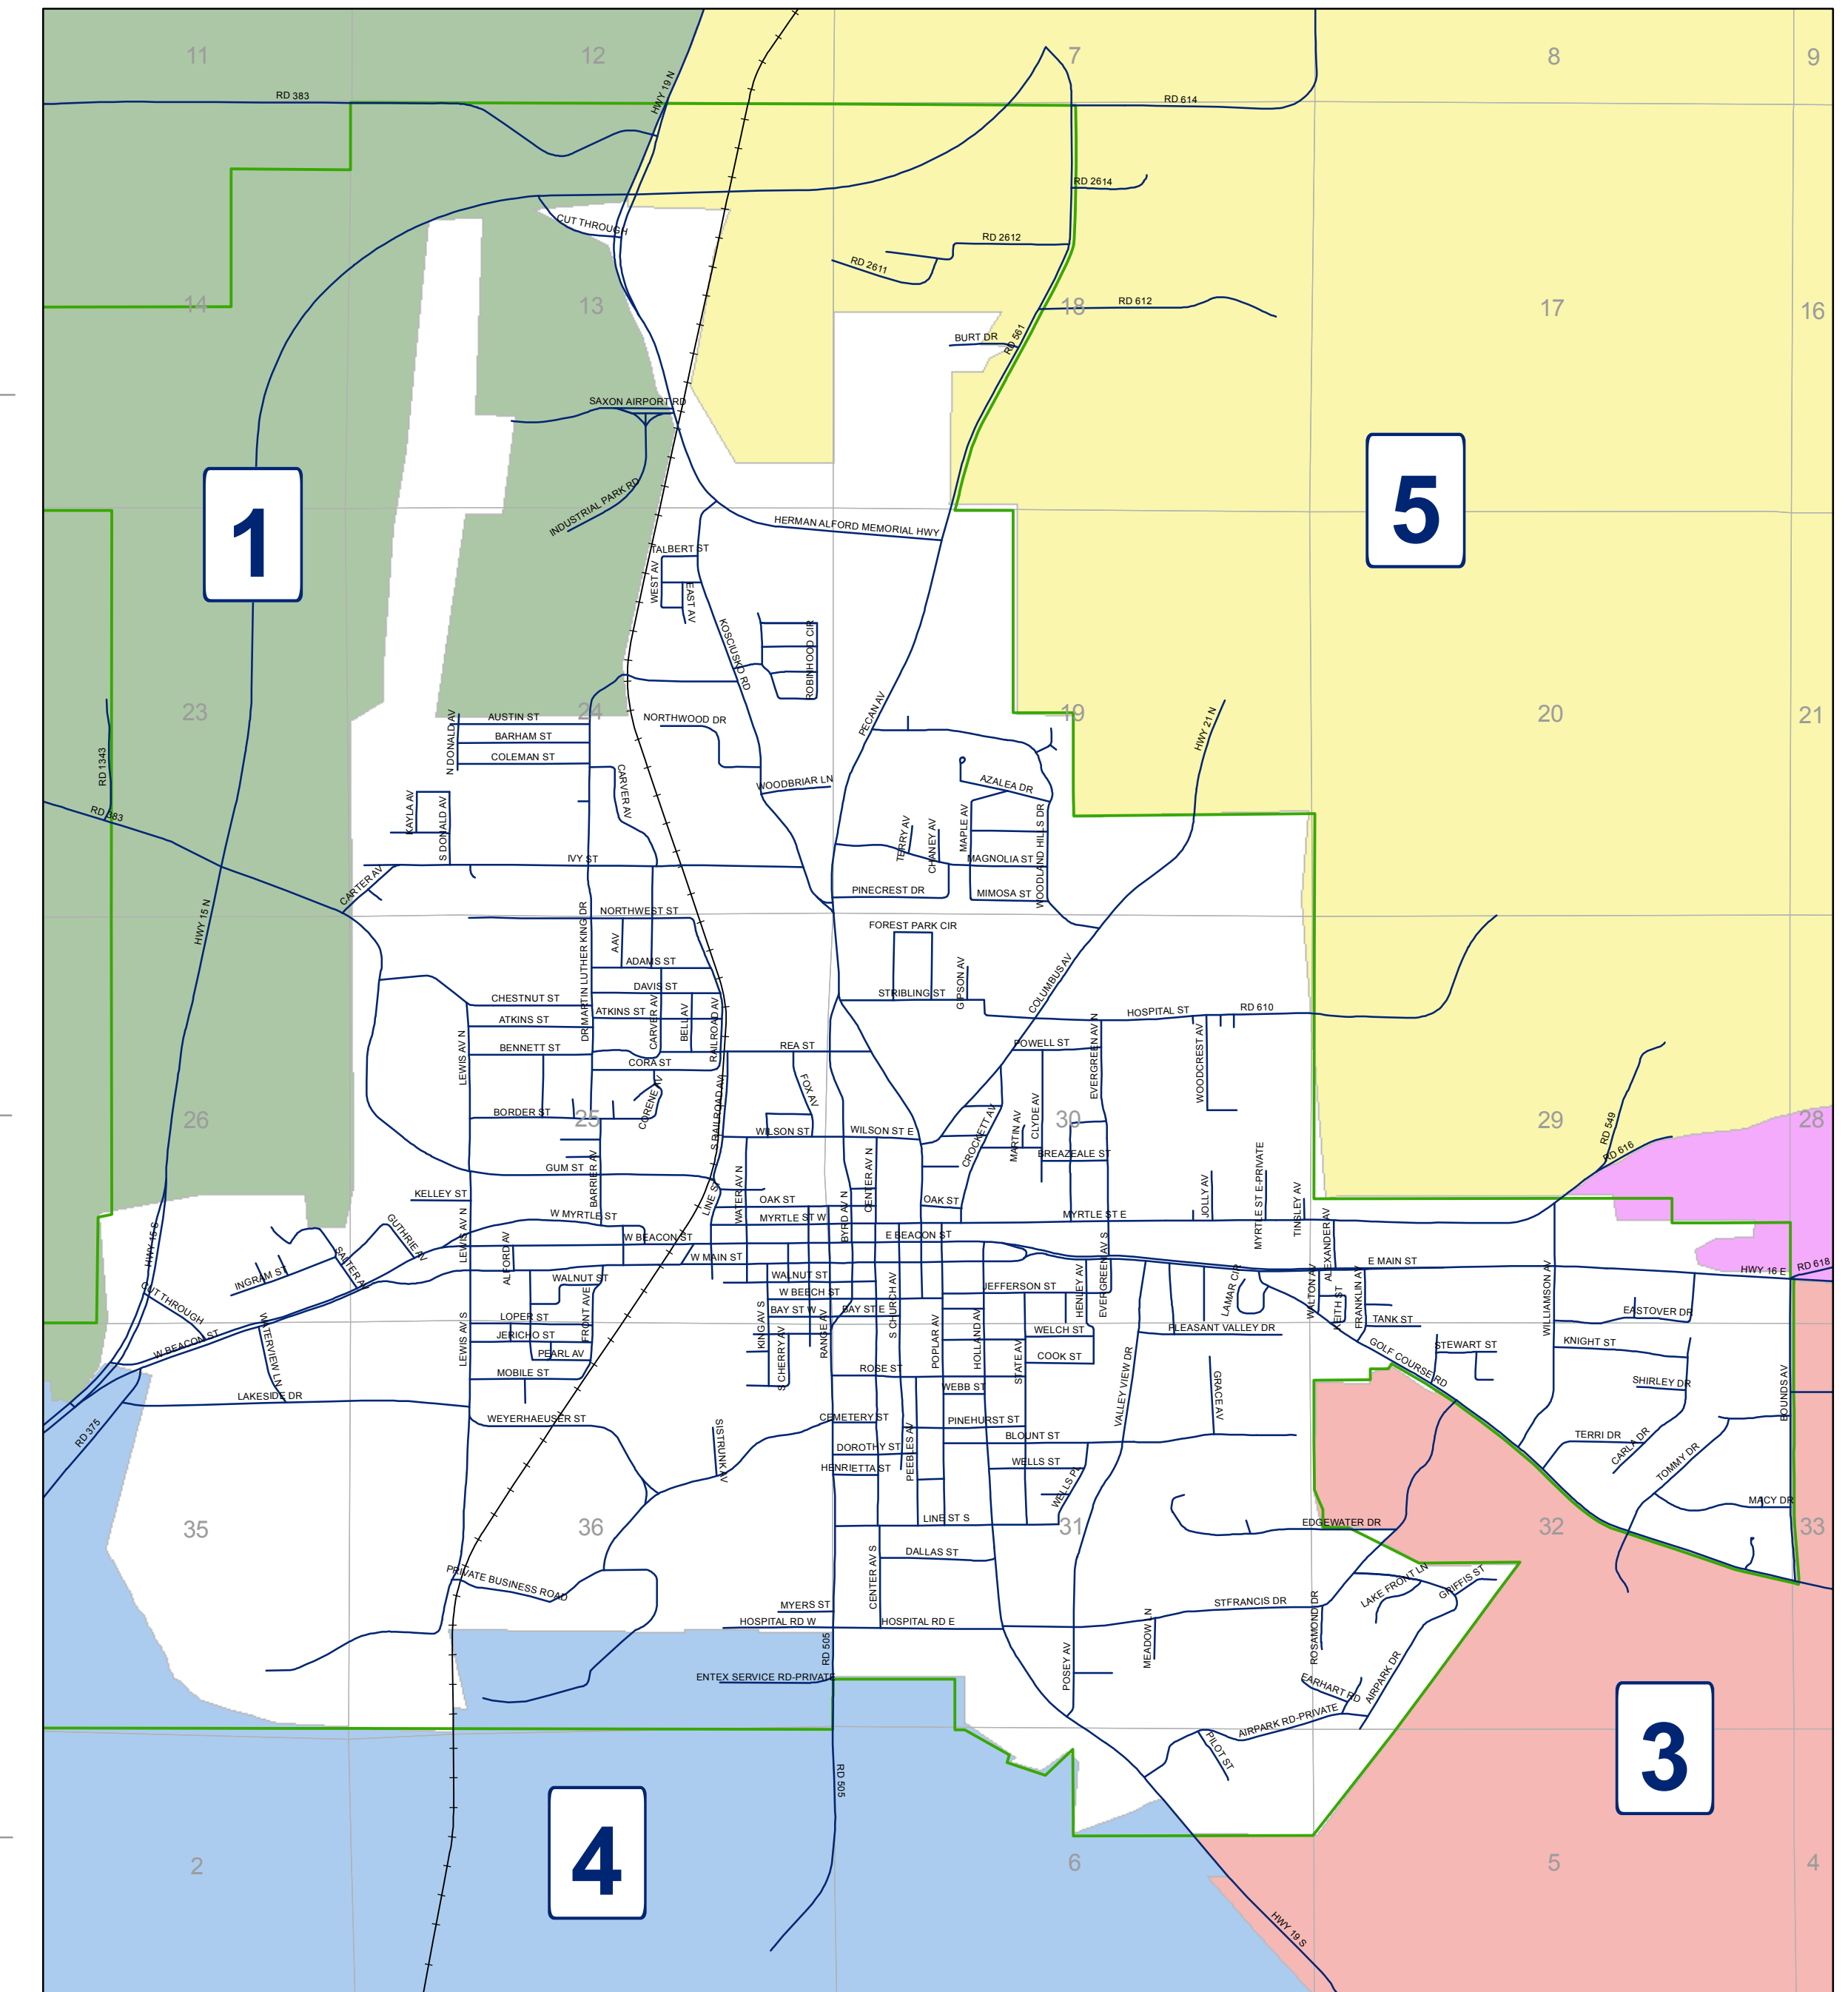 11
12
7
8
9
RD 383
HWY 19 N
RD 614
RD 2614
CUT THROUGH
RD 2612
RD 2611
14
13
18
17
16
RD 612
BURT DR
RD 561
SAXON AIRPORT RD
1
5
INDUSTRIAL PARK RD
HERMAN ALFORD MEMORIAL HWY
TALBERT ST
WEST AV
EAST AV
KOSCIUSKO RD
ROBINHOOD CIR
23
24
19
20
21
N DONALD AV
AUSTIN ST
BARHAM ST
COLEMAN ST
NORTHWOOD DR
PECAN AV
HWY 21 N
RD 1343
RD 383
CARVER AV
WOODBRIAR LN
AZALEA DR
KAYLA AV
S DONALD AV
TERRY AV
CHANEY AV
MAPLE AV
WOODLAND HILLS DR
IVY ST
MAGNOLIA ST
CARTER AV
PINECREST DR
MIMOSA ST
HWY 15 N
DR MARTIN LUTHER KING DR
NORTHWEST ST
FOREST PARK CIR
A AV
ADAMS ST
GIPSON AV
COLUMBUS AV
DAVIS ST
STRIBLING ST
CHESTNUT ST
ATKINS ST
ATKINS ST
CARVER AV
BELL AV
RAILROAD AV
HOSPITAL ST
RD 610
LEWIS AV N
BENNETT ST
REA ST
POWELL ST
EVERGREEN AV N
WOODCREST AV
CORA ST
CORENE AV
FOX AV
26
25
30
29
28
BORDER ST
S RAILROAD AV
WILSON ST
WILSON ST E
CROCKETT AV
MARTIN AV
CLYDE AV
BREAZEALE ST
RD 549
RD 616
GUM ST
BARRIER AV
LINE ST
WATER AV N
CENTER AV N
BYRD AV N
KELLEY ST
OAK ST
OAK ST
JOLLY AV
MYRTLE ST E-PRIVATE
TINSLEY AV
ALEXANDER AV
W MYRTLE ST
MYRTLE ST W
MYRTLE ST E
HWY 15 S
GUTHRIE AV
SALTER AV
LEWIS AV N
ALFORD AV
W BEACON ST
E BEACON ST
W MAIN ST
EVERGREEN AV S
E MAIN ST
HWY 16 E
RD 618
INGRAM ST
CUT THROUGH
WALNUT ST
WALNUT ST
W BEECH ST
JEFFERSON ST
HENLEY AV
LAMAR CIR
WALTON AV
KEITH ST
FRANKLIN AV
WILLIAMSON AV
EASTOVER DR
BAY ST W
BAY ST E
LOPER ST
FRONT AVE
KING AV S
S CHERRY AV
RANGE AV
S CHURCH AV
POPLAR AV
HOLLAND AV
STATE AV
WELCH ST
PLEASANT VALLEY DR
TANK ST
W BEACON ST
WATERVIEW LN
LEWIS AV S
JERICHO ST
PEARL AV
COOK ST
GOLF COURSE RD
STEWART ST
KNIGHT ST
MOBILE ST
ROSE ST
WEBB ST
VALLEY VIEW DR
GRACE AV
SHIRLEY DR
BOUNDS AV
LAKESIDE DR
RD 375
WEYERHAEUSER ST
SISTRUNK AV
CEMETERY ST
PINEHURST ST
BLOUNT ST
TERRI DR
CARLA DR
TOMMY DR
DOROTHY ST
PEEBLES AV
HENRIETTA ST
WELLS ST
WELLS PL
MACY DR
35
36
31
32
33
LINE ST S
EDGEWATER DR
DALLAS ST
CENTER AV S
PRIVATE BUSINESS ROAD
LAKE FRONT LN
GRIFFIS ST
MYERS ST
HOSPITAL RD W
HOSPITAL RD E
STFRANCIS DR
ROSAMOND DR
MEADOW LN
RD 505
POSEY AV
ENTEX SERVICE RD-PRIVATE
EARHART RD
AIRPARK DR
AIRPARK RD-PRIVATE
PILOT ST
RD 505
4
3
2
6
5
4
HWY 19 S